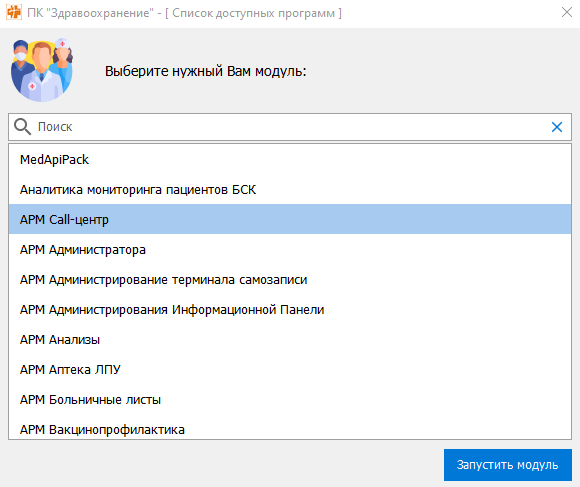 ПК "Здравоохранение" - [ Список доступных программ ]
Выберите нужный Вам модуль:
Поиск
MedApiPack
Аналитика мониторинга пациентов БСК
АРМ Call-центр
АРМ Администратора
АРМ Администрирование терминала самозаписи
АРМ Администрирования Информационной Панели
АРМ Анализы
АРМ Аптека ЛПУ
АРМ Больничные листы
АРМ Вакцинопрофилактика
Запустить модуль